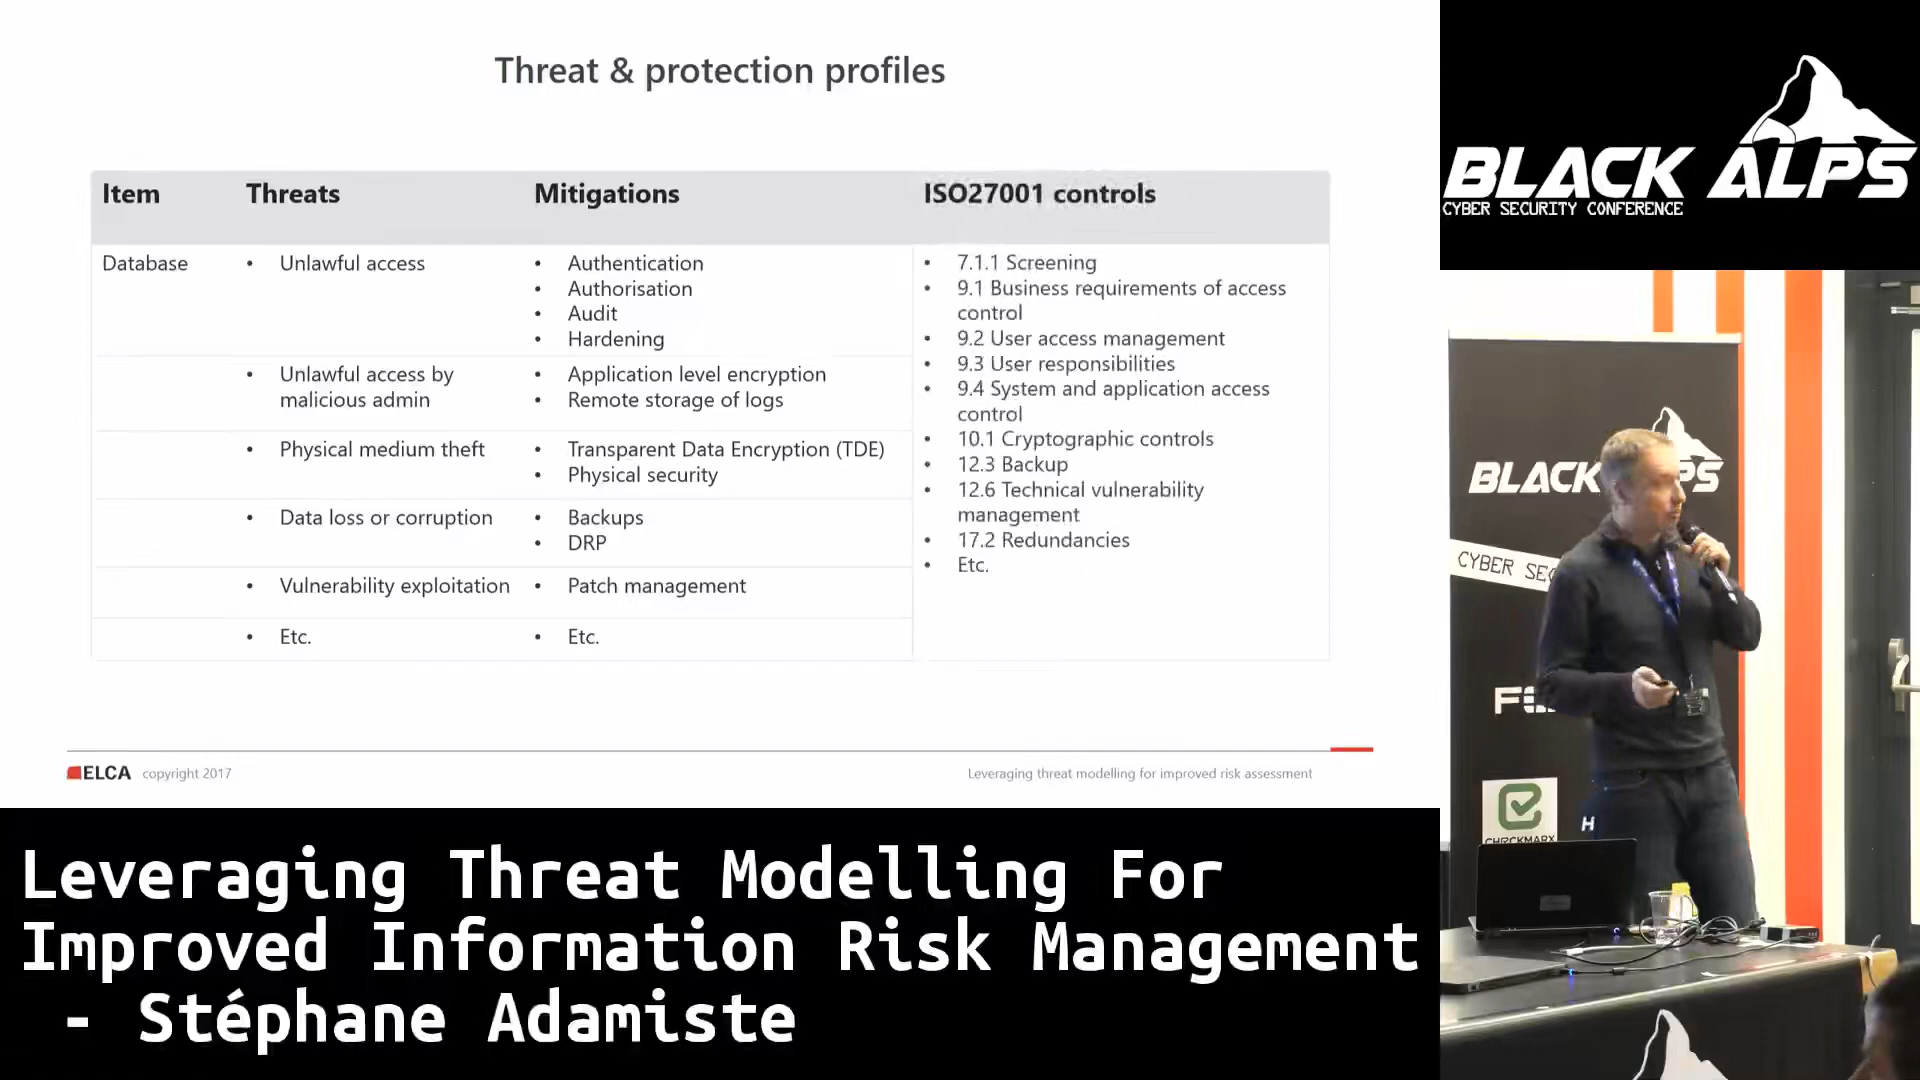 Threat & protection profiles
Item
Threats
Mitigations
ISO27001 controls
Database
• Unlawful access
• Authentication
• Authorisation
• Audit
• Hardening
• Unlawful access by
malicious admin
• Application level encryption
• Remote storage of logs
• Physical medium theft
• Transparent Data Encryption (TDE)
• Physical security
• Data loss or corruption
• Backups
• DRP
• Vulnerability exploitation
• Patch management
• Etc.
• Etc.
• 7.1.1 Screening
• 9.1 Business requirements of access
control
• 9.2 User access management
• 9.3 User responsibilities
• 9.4 System and application access
control
• 10.1 Cryptographic controls
• 12.3 Backup
• 12.6 Technical vulnerability
management
• 17.2 Redundancies
• Etc.
ELCA copyright 2017
Leveraging threat modelling for improved risk assessment
Leveraging Threat Modelling For
Improved Information Risk Management
- Stéphane Adamiste
BLACK ALPS
CYBER SECURITY CONFERENCE
BLACK
CYBER
CHECKMARX